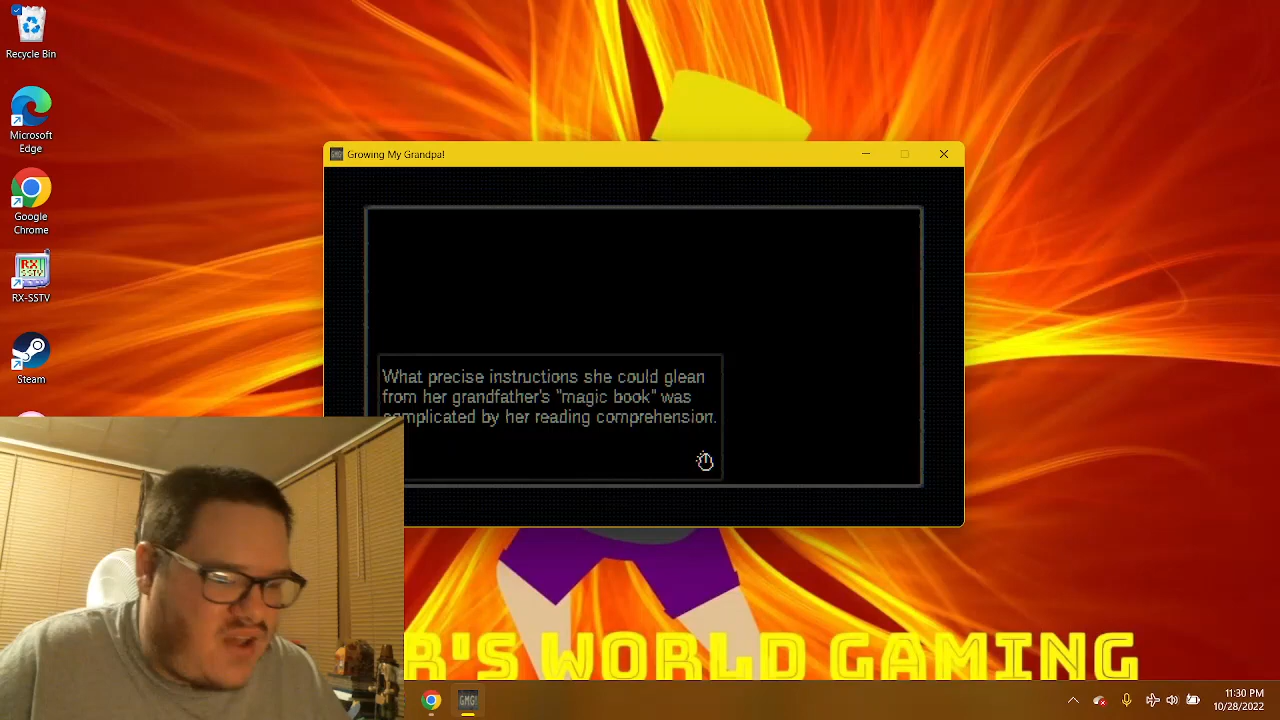 Recycle Bin
Microsoft
Edge
Google
Chrome
RX-SSTV
Steam
Growing My Grandpa!
What precise instructions she could glean
from her grandfather's "magic book" was
complicated by her reading comprehension.
R'S WORLD GAMING
GMG!
11:30 PM
10/28/2022